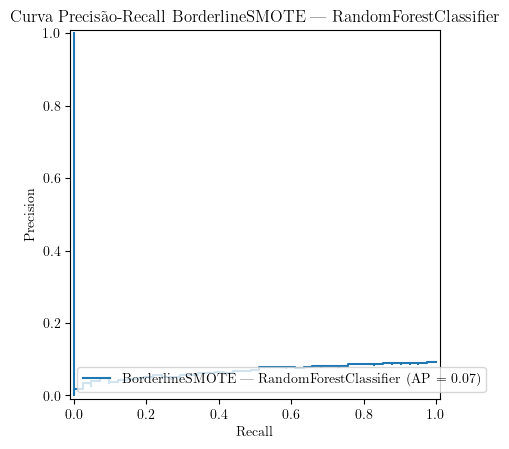 Curva Precisão-Recall BorderlineSMOTE — RandomForestClassifier
1.0
0.8
0.6
0.4
0.2
0.0
Precision
BorderlineSMOTE — RandomForestClassifier (AP = 0.07)
0.0 0.2 0.4 0.6 0.8 1.0
Recall